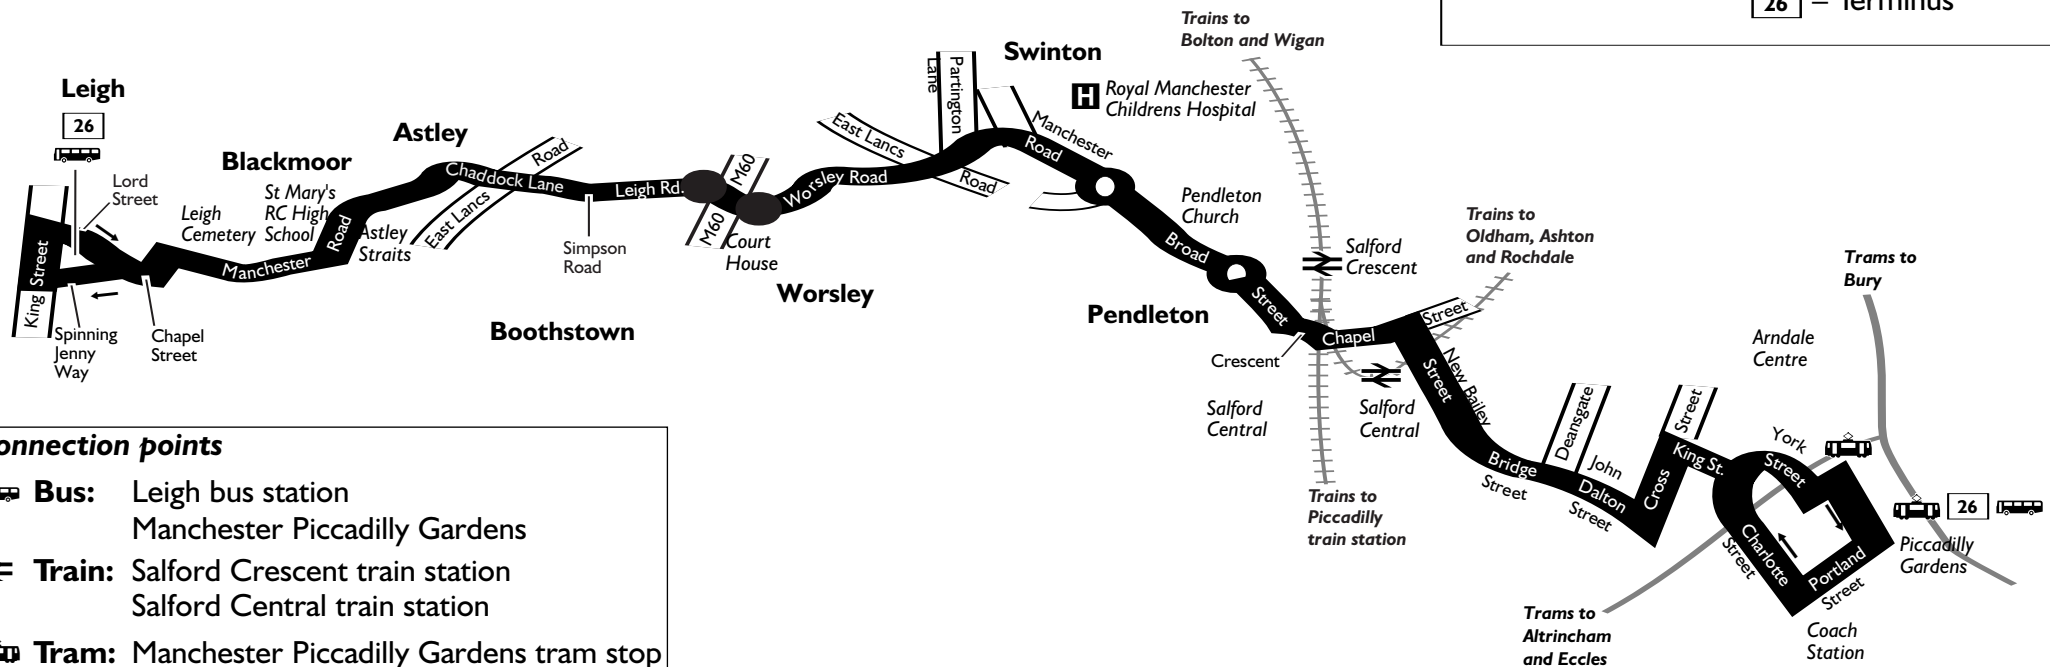 26 = Terminus
Trains to
Bolton and Wigan
Swinton
H
Royal Manchester
Childrens Hospital
Leigh
26
Astley
Blackmoor
Lord
Street
Leigh
Cemetery
St Mary's
RC High
School
Astley
Straits
King Street
Spinning
Jenny
Way
Chapel
Street
Manchester Road
Chaddock Lane
East Lancs Road
Boothstown
Simpson
Road
Leigh Rd.
M60
M60
Court
House
Worsley
Worsley Road
East Lancs Road
Partington
Lane
Manchester
Road
Pendleton
Church
Broad Street
Pendleton
Crescent
Salford
Crescent
Trains to
Oldham, Ashton
and Rochdale
Chapel Street
Salford
Central
Salford
Central
Trains to
Piccadilly
train station
New Bailey
Street
Bridge
Street
Deansgate
John
Dalton
Street
Cross Street
King St.
York
Street
Charlotte
Street
Portland
Street
Trams to
Bury
Arndale
Centre
26
Piccadilly
Gardens
Coach
Station
Trams to
Altrincham
and Eccles
onnection points
Bus: Leigh bus station
Manchester Piccadilly Gardens
Train: Salford Crescent train station
Salford Central train station
Tram: Manchester Piccadilly Gardens tram stop